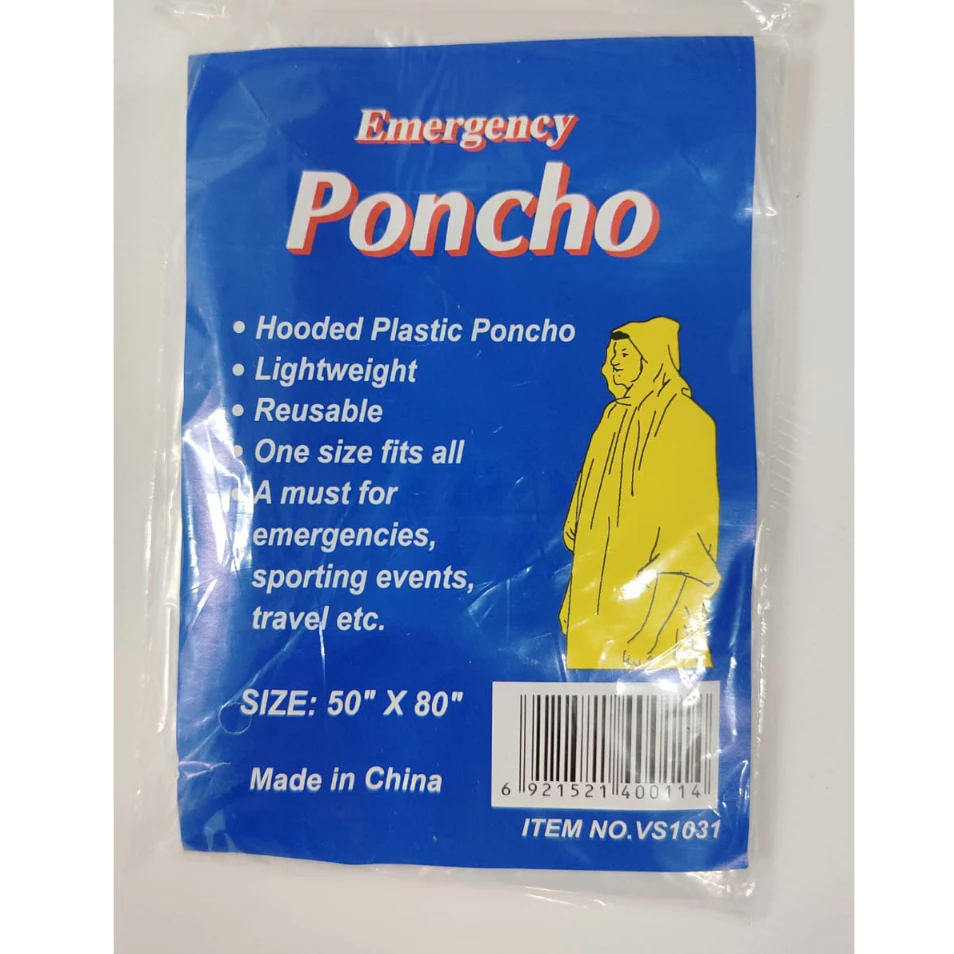 Emergency
Poncho
• Hooded Plastic Poncho
• Lightweight
• Reusable
• One size fits all
• A must for
emergencies,
sporting events,
travel etc.
SIZE: 50" X 80"
Made in China
6 921521 400114
ITEM NO.VS1031